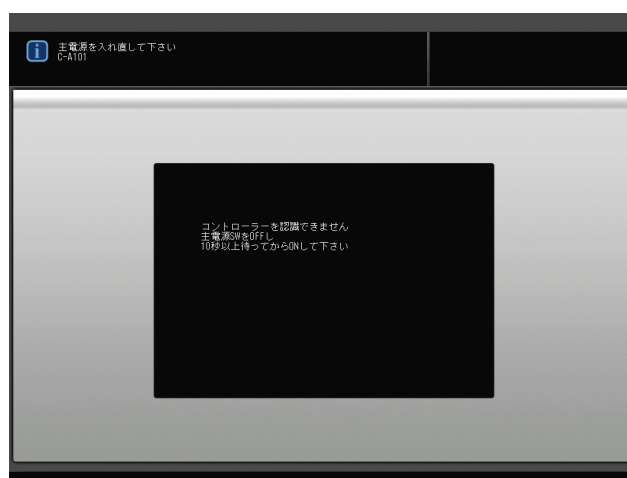 主電源を入れ直して下さい
C-A101
コントローラーを認識できません
主電源SWをOFFし
10秒以上待ってからONして下さい